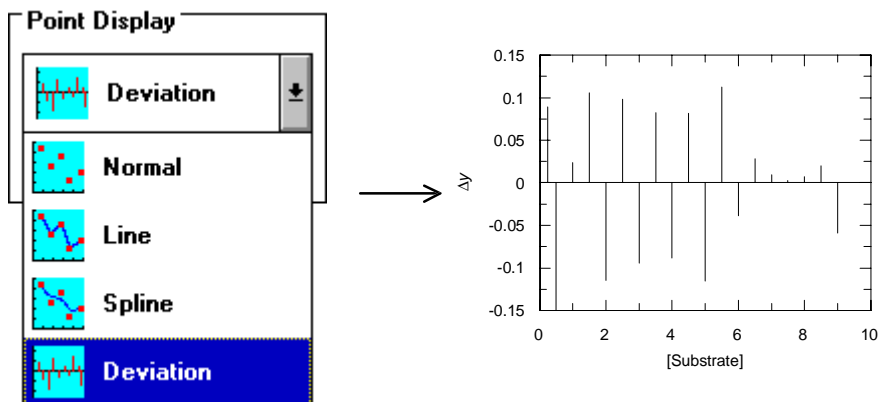 Point Display
Deviation
Normal
Line
Spline
Deviation
0.15
0.1
0.05
0
-0.05
-0.1
-0.15
Δy
0 2 4 6 8 10
[Substrate]